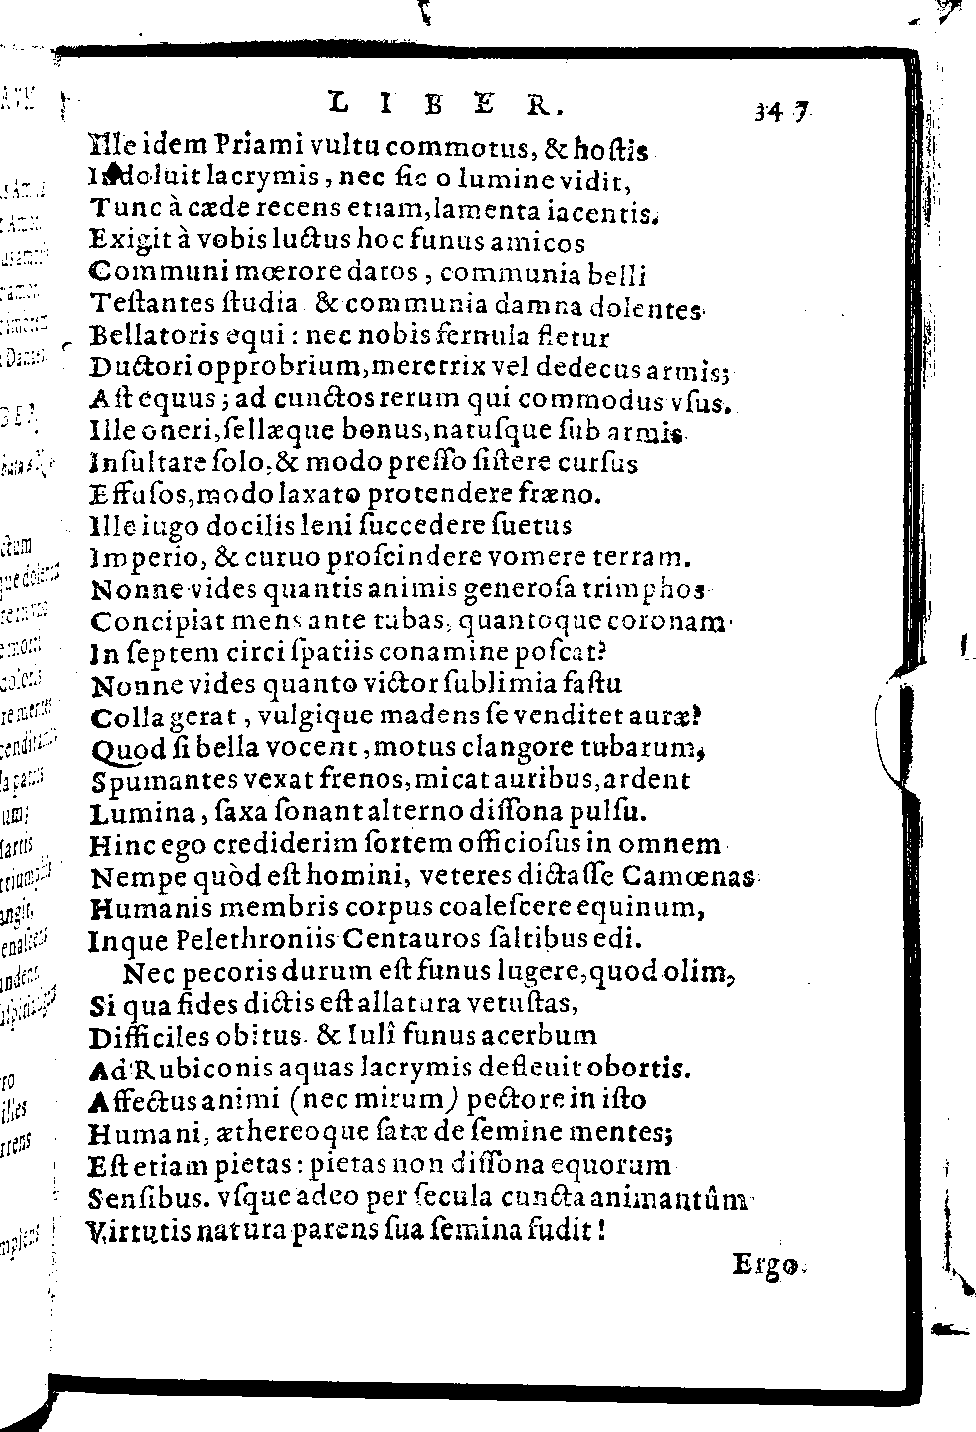 LIBER. 347
Ille idem Priami vultu commotus, & hoſtis
Indoluit lacrymis, nec ſic o lumine vidit,
Tunc à cæde recens etiam, lamenta iacentis.
Exigit à vobis luctus hoc funus amicos
Communi mœrore datos, communia belli
Teſtantes ſtudia & communia damna dolentes
Bellatoris equi: nec nobis fernula fletur
Ductori opprobrium, meretrix vel dedecus armis;
Aſt equus; ad cunctos rerum qui commodus vſus.
Ille oneri, ſellæque bonus, natuſque ſub armis
Inſultare ſolo, & modo preſſo ſiſtere curſus
Effuſos, modo laxato protendere fræno.
Ille iugo docilis leni ſuccedere ſuetus
Imperio, & curuo proſcindere vomere terram.
Nonne vides quantis animis generoſa trimphos
Concipiat mens ante tubas, quantoque coronam
In ſeptem circi ſpatiis conamine poſcat?
Nonne vides quanto victor ſublimia faſtu
Colla gerat, vulgique madens ſe venditet auræ?
Quod ſi bella vocent, motus clangore tubarum,
Spumantes vexat frenos, micat auribus, ardent
Lumina, ſaxa ſonant alterno diſſona pulſu.
Hinc ego crediderim ſortem officioſus in omnem
Nempe quòd eſt homini, veteres dictaſſe Camœnas
Humanis membris corpus coaleſcere equinum,
Inque Pelethroniis Centauros ſaltibus edi.
Nec pecoris durum eſt funus lugere, quod olim,
Si qua fides dictis eſt allatura vetuſtas,
Difficiles obitus & Iulî funus acerbum
Ad Rubiconis aquas lacrymis defleuit obortis.
Affectus animi (nec mirum) pectore in iſto
Humani, æthereoque ſatæ de ſemine mentes;
Eſt etiam pietas: pietas non diſſona equorum
Senſibus. vſque adeo per ſecula cuncta animantûm
Virtutis natura parens ſua ſemina fudit!
Ergo